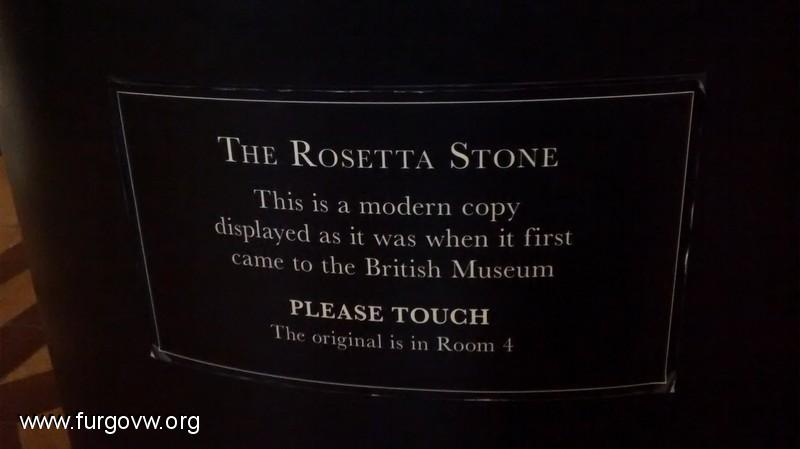 THE ROSETTA STONE
This is a modern copy
displayed as it was when it first
came to the British Museum
PLEASE TOUCH
The original is in Room 4
www.furgovw.org